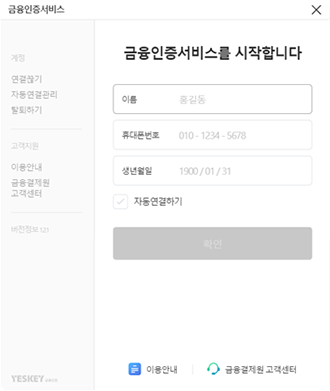 금융인증서비스
계정
연결끊기
자동연결관리
탈퇴하기
고객지원
이용안내
금융결제원
고객센터
버전정보 1.2.1
YESKEY
금융서비스를 시작합니다
이름 홍길동
휴대폰번호 010 - 1234 - 5678
생년월일 1900 / 01 / 31
자동연결하기
확인
이용안내
금융결제원 고객센터